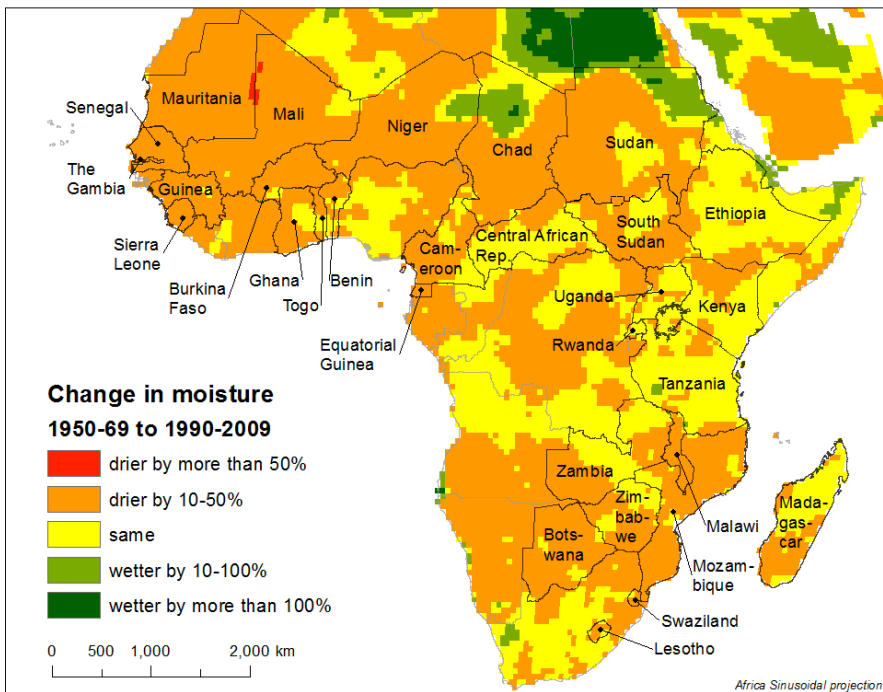 Senegal
Mauritania
Mali
Niger
Chad
Sudan
The
Gambia
Guinea
Ethiopia
South
Sudan
Central African
Rep.
Cam-
eroon
Sierra
Leone
Burkina
Faso
Ghana
Togo
Benin
Uganda
Kenya
Equatorial
Guinea
Rwanda
Tanzania
Change in moisture
1950-69 to 1990-2009
drier by more than 50%
drier by 10-50%
same
wetter by 10-100%
wetter by more than 100%
0 500 1,000 2,000 km
Zambia
Zim-
bab-
we
Bots-
wana
Malawi
Mada-
gas-
car
Mozam-
bique
Swaziland
Lesotho
Africa Sinusoidal projection